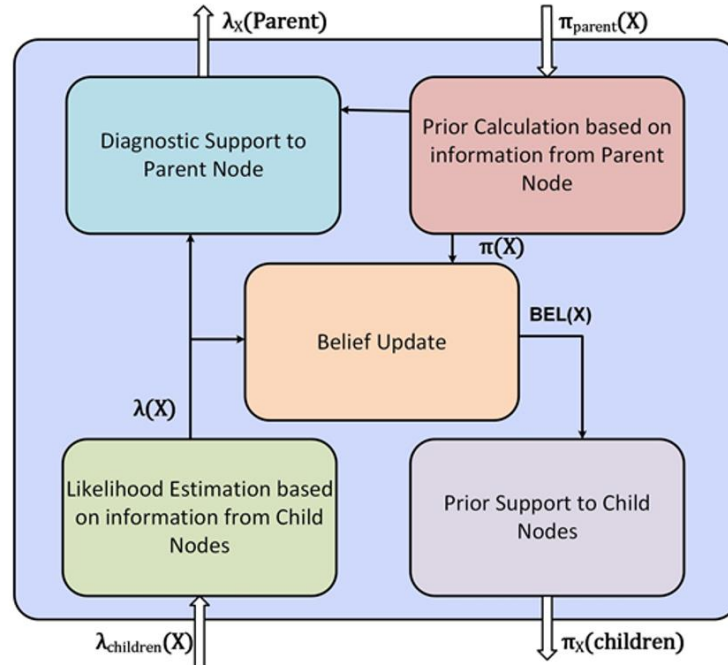 λX(Parent)
πparent(X)
Diagnostic Support to
Parent Node
Prior Calculation based on
information from Parent
Node
π(X)
Belief Update
BEL(X)
λ(X)
Likelihood Estimation based
on information from Child
Nodes
Prior Support to Child
Nodes
λchildren(X)
πX(children)